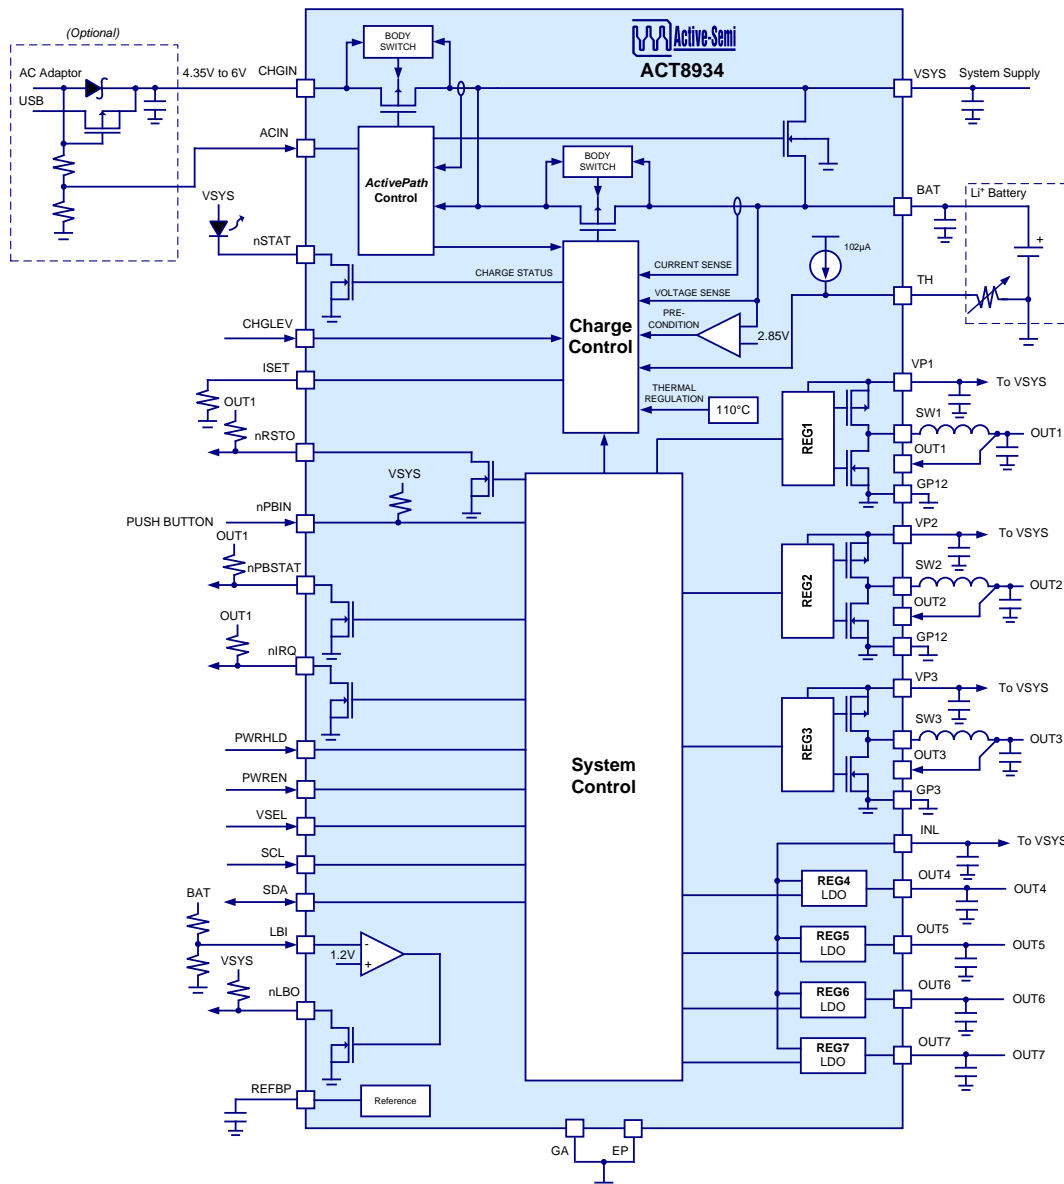 (Optional)
AC Adaptor
USB
4.35V to 6V
CHGIN
BODY
SWITCH
Active-Semi
ACT8934
VSYS
System Supply
ACIN
ActivePath
Control
BODY
SWITCH
BAT
Li+ Battery
+
VSYS
nSTAT
CHARGE STATUS
CURRENT SENSE
102µA
VOLTAGE SENSE
TH
CHGLEV
Charge
Control
PRE-
CONDITION
2.85V
ISET
THERMAL
REGULATION
110°C
VP1
To VSYS
OUT1
nRSTO
REG1
SW1
OUT1
OUT1
GP12
VSYS
nPBIN
PUSH BUTTON
OUT1
nPBSTAT
VP2
To VSYS
REG2
SW2
OUT2
OUT2
GP12
OUT1
nIRQ
VP3
To VSYS
REG3
SW3
OUT3
OUT3
GP3
PWRHLD
System
Control
PWREN
VSEL
SCL
SDA
INL
To VSYS
REG4
LDO
OUT4
OUT4
BAT
LBI
1.2V
-
+
REG5
LDO
OUT5
OUT5
VSYS
nLBO
REG6
LDO
OUT6
OUT6
REG7
LDO
OUT7
OUT7
REFBP
Reference
GA
EP